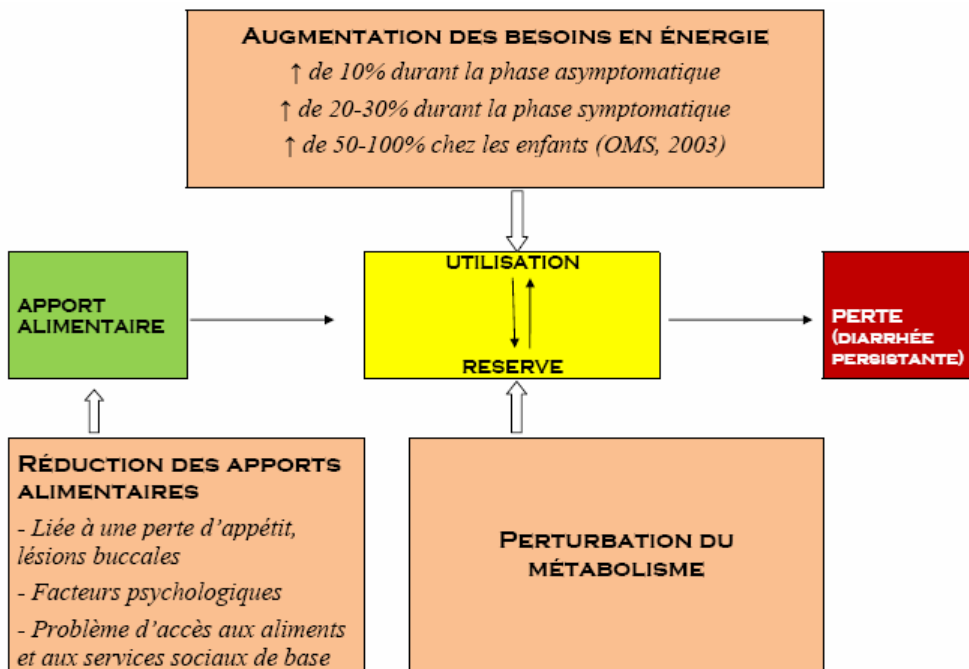 AUGMENTATION DES BESOINS EN ÉNERGIE
↑ de 10% durant la phase asymptomatique
↑ de 20-30% durant la phase symptomatique
↑ de 50-100% chez les enfants (OMS, 2003)
APPORT
ALIMENTAIRE
UTILISATION
RESERVE
PERTE
(DIARRHÉE
PERSISTANTE)
RÉDUCTION DES APPORTS
ALIMENTAIRES
- Liée à une perte d'appétit,
lésions buccales
- Facteurs psychologiques
- Problème d'accès aux aliments
et aux services sociaux de base
PERTURBATION DU
MÉTABOLISME